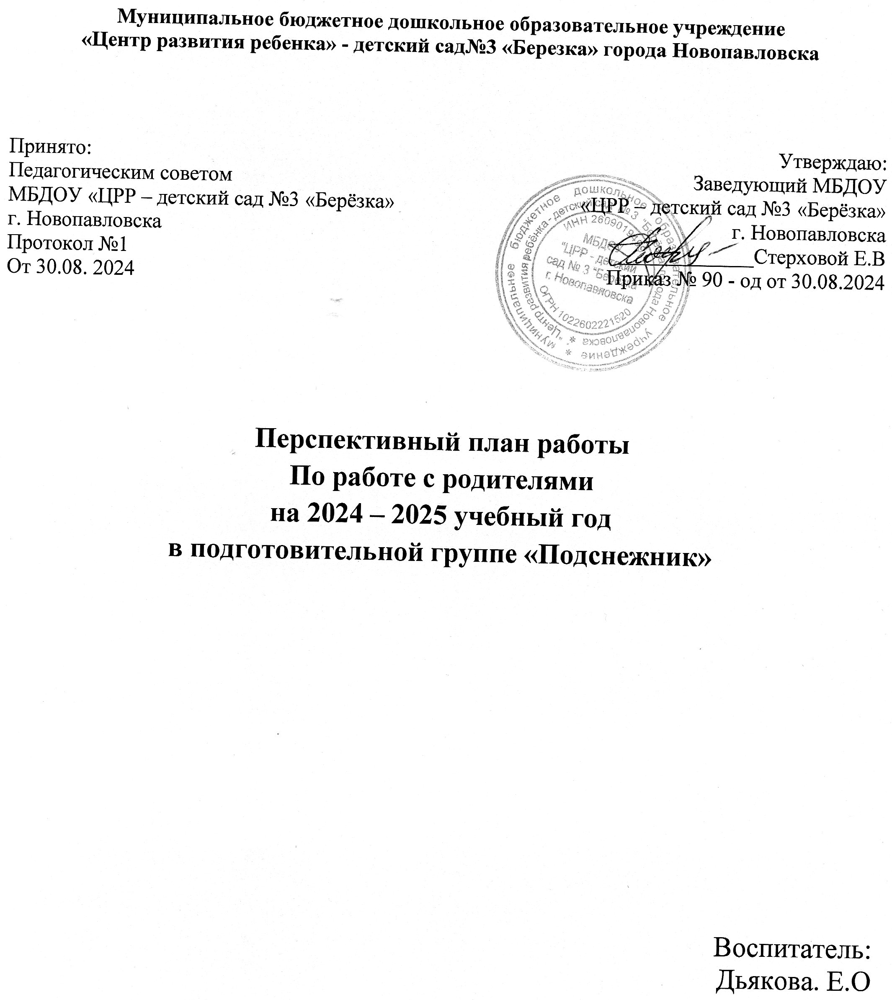 Муниципальное бюджетное дошкольное образовательное учреждение
«Центр развития ребенка» - детский сад№3 «Березка» города Новопавловска
Принято:
Педагогическим советом
МБДОУ «ЦРР – детский сад №3 «Берёзка»
г. Новопавловска
Протокол №1
От 30.08. 2024
Утверждаю:
Заведующий МБДОУ
«ЦРР – детский сад №3 «Берёзка»
г. Новопавловска
Стерховой Е.В
Приказ № 90 - од от 30.08.2024
муниципальное бюджетное дошкольное образовательное учреждение *
"Центр развития ребёнка - детский сад № 3 "Берёзка" города Новопавловска *
ИНН
ОГРН 1022602221520
МБДОУ
"ЦРР - детский
сад № 3 "Березка"
г. Новопавловска
Перспективный план работы
По работе с родителями
на 2024 – 2025 учебный год
в подготовительной группе «Подснежник»
Воспитатель:
Дьякова. Е.О